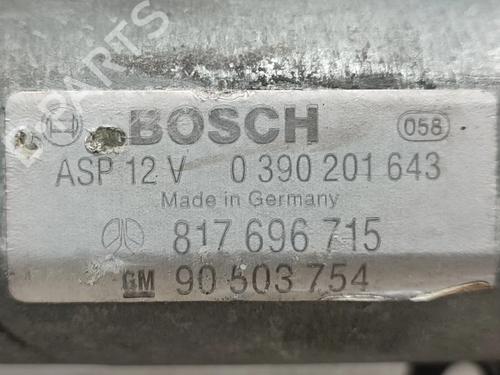 BOSCH 058
ASP 12 V 0 390 201 643
Made in Germany
817 696 715
GM 90 503 754